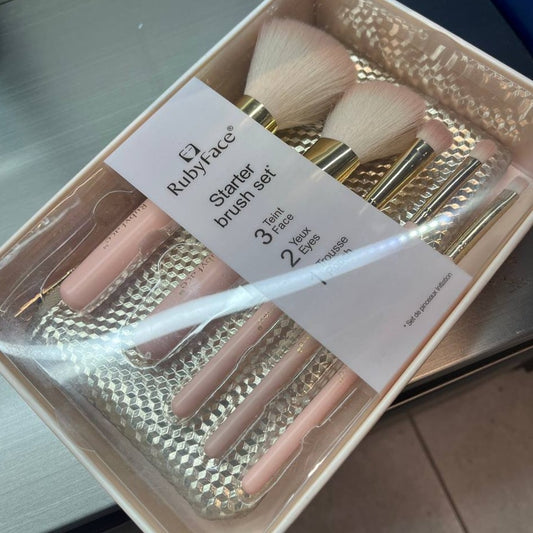 RubyFace®
Starter
brush set*
3 Teint
Face
2 Yeux
Eyes
Trousse
* Set de pinceaux initiation